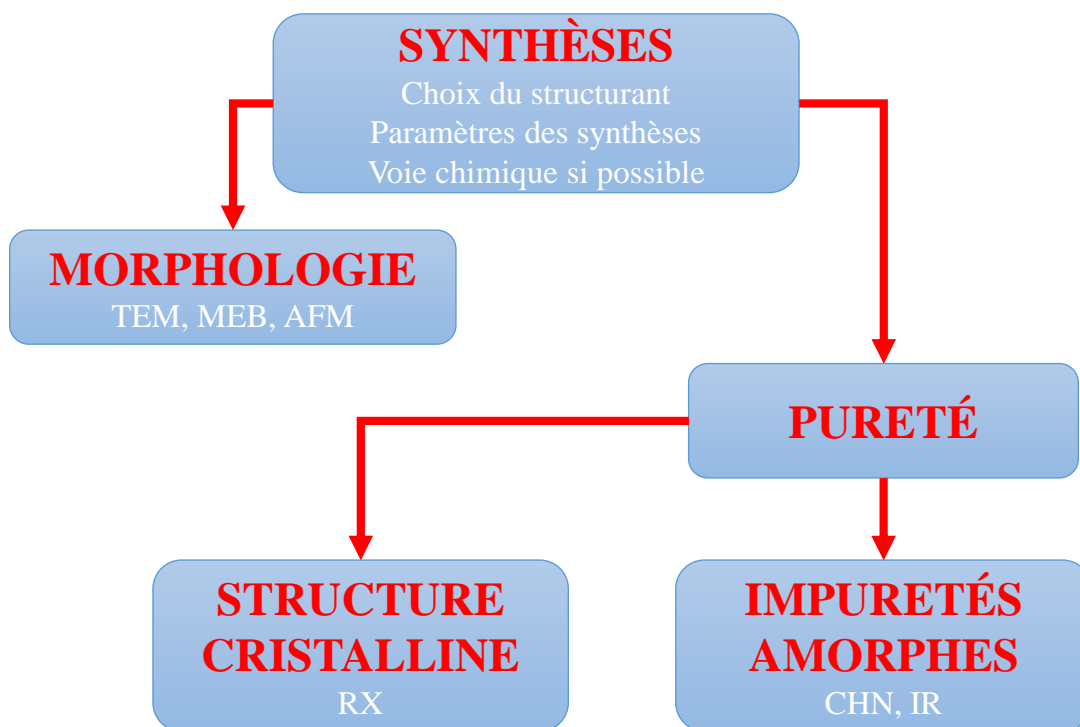 SYNTHÈSES
Choix du structurant
Paramètres des synthèses
Voie chimique si possible
MORPHOLOGIE
TEM, MEB, AFM
PURETÉ
STRUCTURE
CRISTALLINE
RX
IMPURETÉS
AMORPHES
CHN, IR